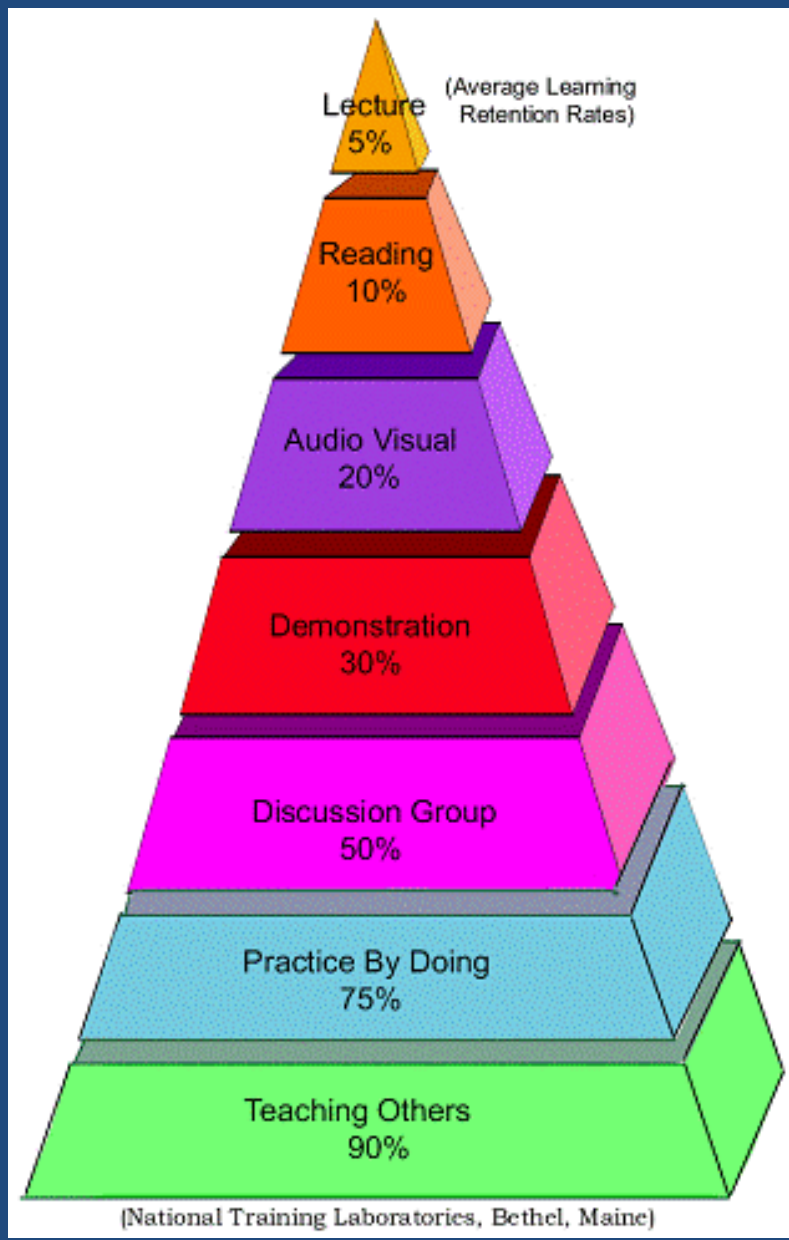 Lecture
5%
(Average Learning
Retention Rates)
Reading
10%
Audio Visual
20%
Demonstration
30%
Discussion Group
50%
Practice By Doing
75%
Teaching Others
90%
(National Training Laboratories, Bethel, Maine)